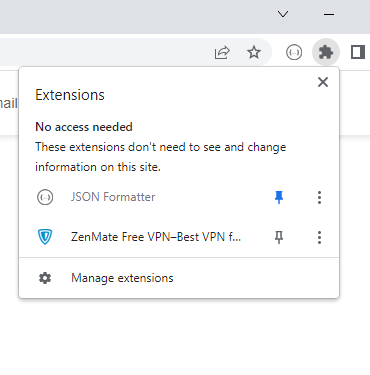 mail
Extensions
No access needed
These extensions don't need to see and change
information on this site.
JSON Formatter
ZenMate Free VPN–Best VPN f...
Manage extensions